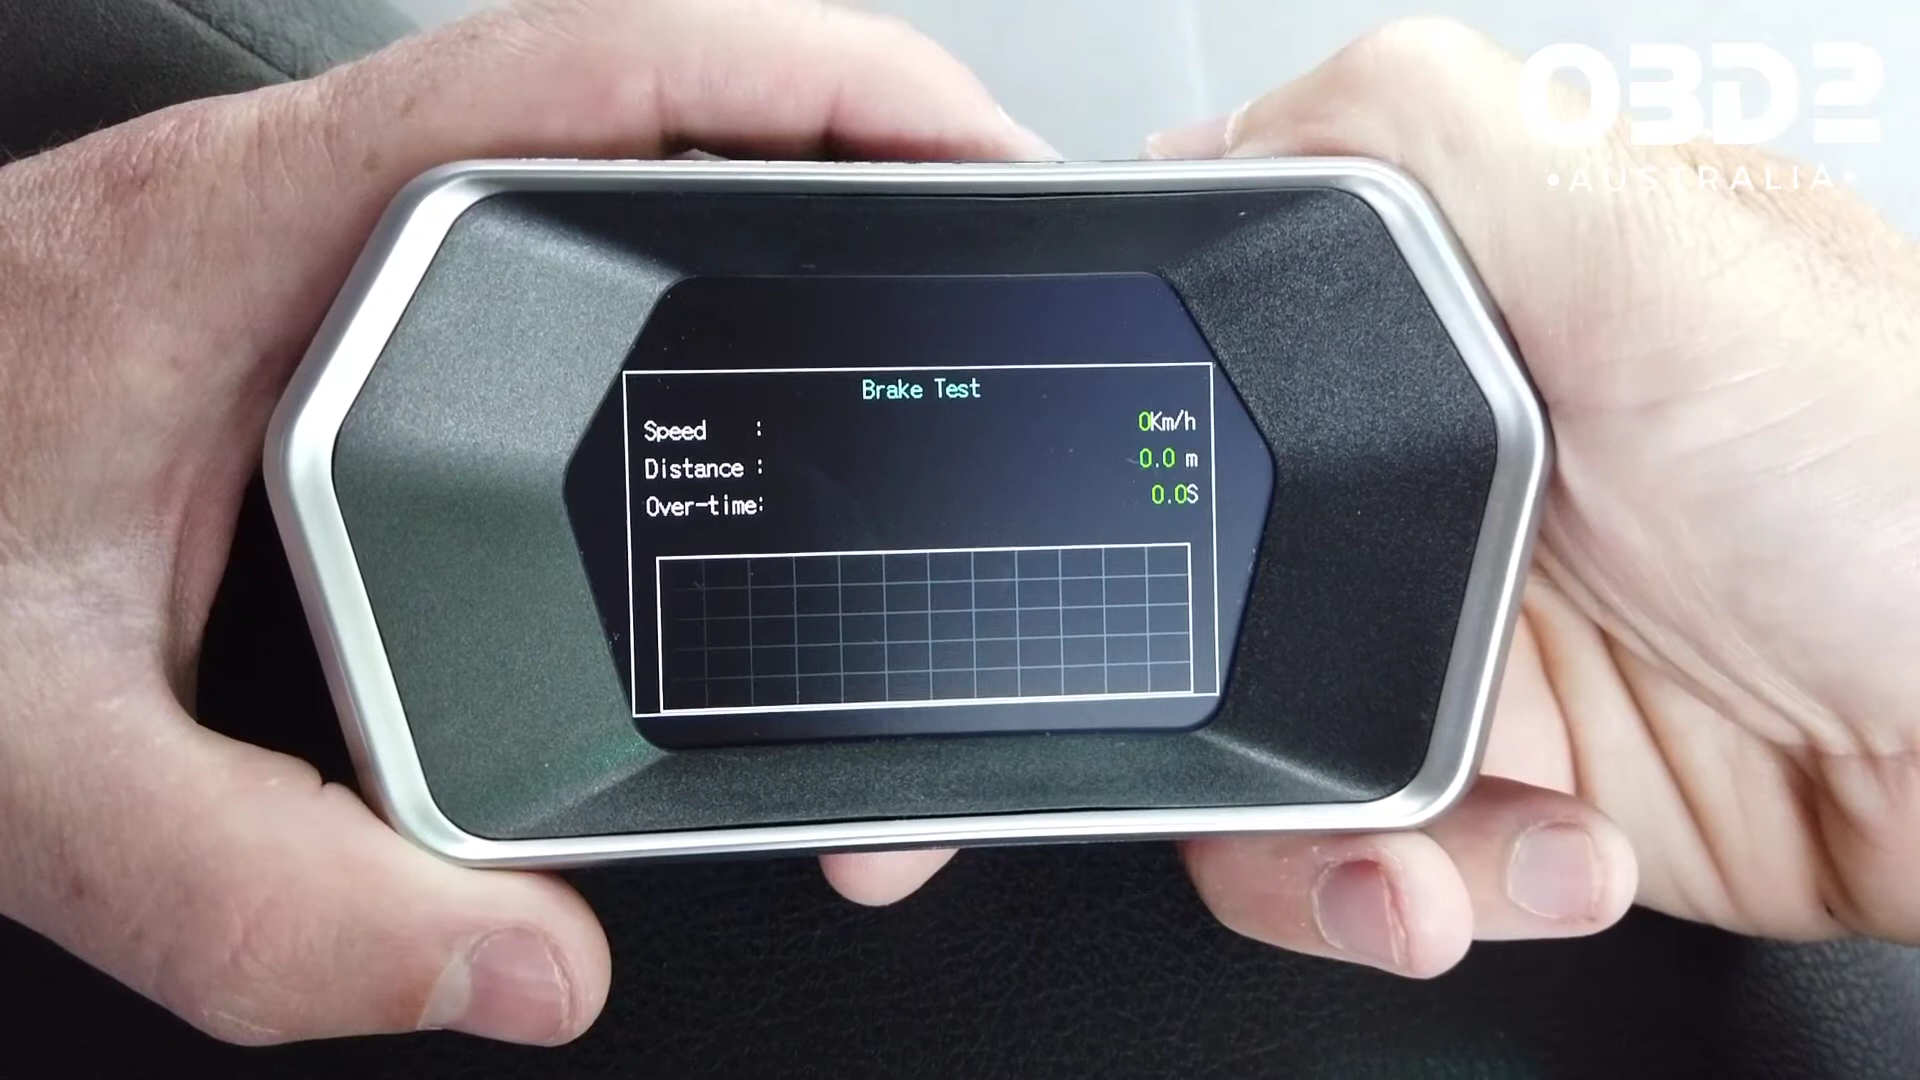 OBD2
•AUSTRALIA•
Brake Test
Speed : 0Km/h
Distance : 0.0 m
Over-time: 0.0S